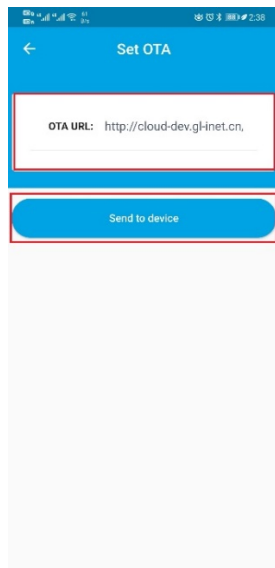 2:38
Set OTA
OTA URL: http://cloud-dev.gl-inet.cn,
Send to device